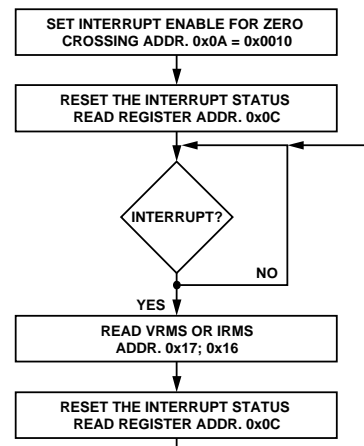 SET INTERRUPT ENABLE FOR ZERO
CROSSING ADDR. 0x0A = 0x0010
RESET THE INTERRUPT STATUS
READ REGISTER ADDR. 0x0C
INTERRUPT?
NO
YES
READ VRMS OR IRMS
ADDR. 0x17; 0x16
RESET THE INTERRUPT STATUS
READ REGISTER ADDR. 0x0C